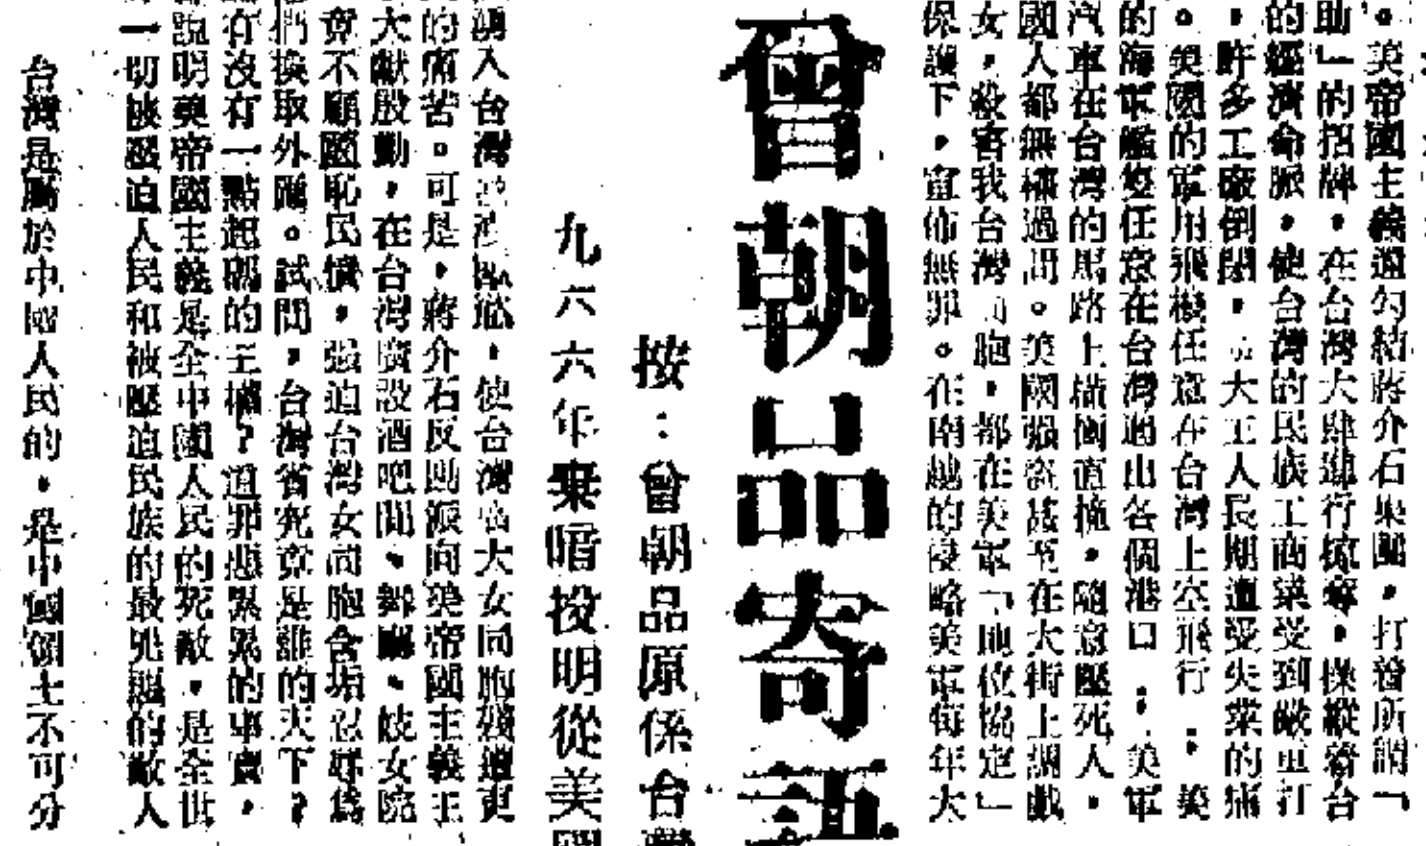 。美帝國主義還勾結蔣介石集團，打着所謂「
助」的招牌，在台灣大肆進行掠奪，操縱着台
的經濟命脈，使台灣的民族工商業受到嚴重打
，許多工廠倒閉，大工人長期遭受失業的痛
。美國的軍用飛機任意在台灣上空飛行；美
的海軍艦隻任意在台灣進出各個港口；美軍
汽車在台灣的馬路上橫衝直撞，隨意壓死人，
國人都無權過問。美國強盜甚至在大街上調戲
女，殺害我台灣同胞，都在美軍「地位協定」
保護下，宣佈無罪。在南越的侵略美軍每年大
曾朝品寄語
按：曾朝品原係台灣
九六六年棄暗投明從美國
湧入台灣，使台灣大女同胞殘遭更
的痛苦。可是，蔣介石反動派向美帝國主義主
大獻殷勤，在台灣廣設酒吧間、舞廳、妓女院
竟不顧國恥民憤，強迫台灣女同胞含垢忍辱為
們換取外匯。試問，台灣省究竟是誰的天下？
有沒有一點起碼的主權？這罪惡纍纍的事實，
說明美帝國主義是全中國人民的死敵，是全世
一切被壓迫人民和被壓迫民族的最兇惡的敵人
台灣是屬於中國人民的，是中國領土不可分